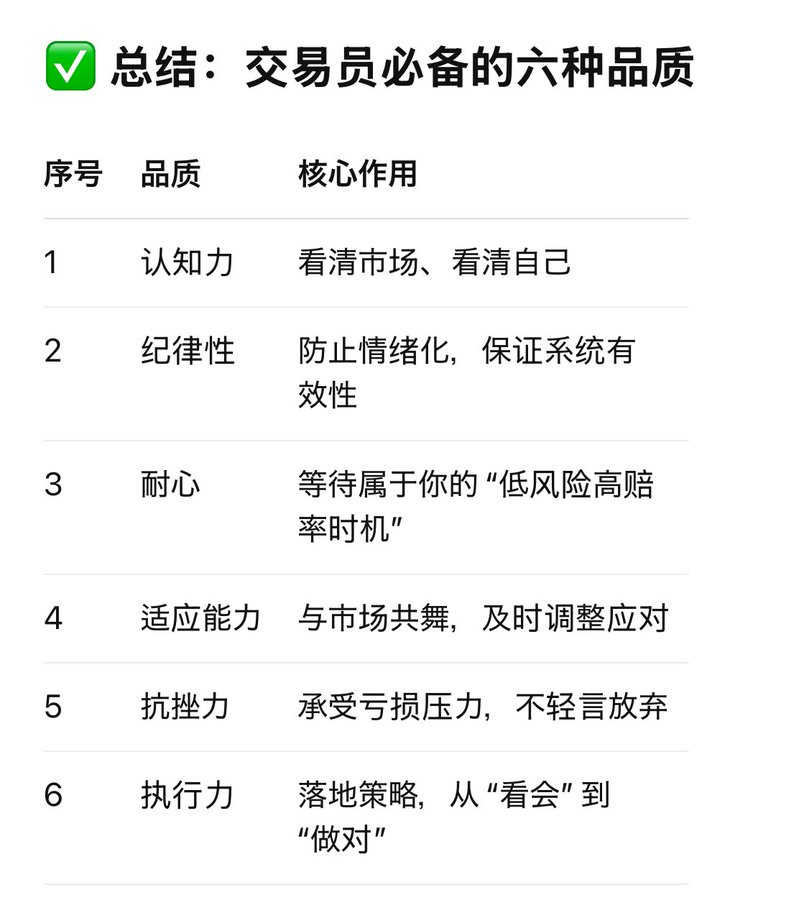 ✅ 总结：交易员必备的六种品质
序号 品质 核心作用
1 认知力 看清市场、看清自己
2 纪律性 防止情绪化，保证系统有
效性
3 耐心 等待属于你的 “低风险高赔
率时机”
4 适应能力 与市场共舞，及时调整应对
5 抗挫力 承受亏损压力，不轻言放弃
6 执行力 落地策略，从 “看会” 到
“做对”